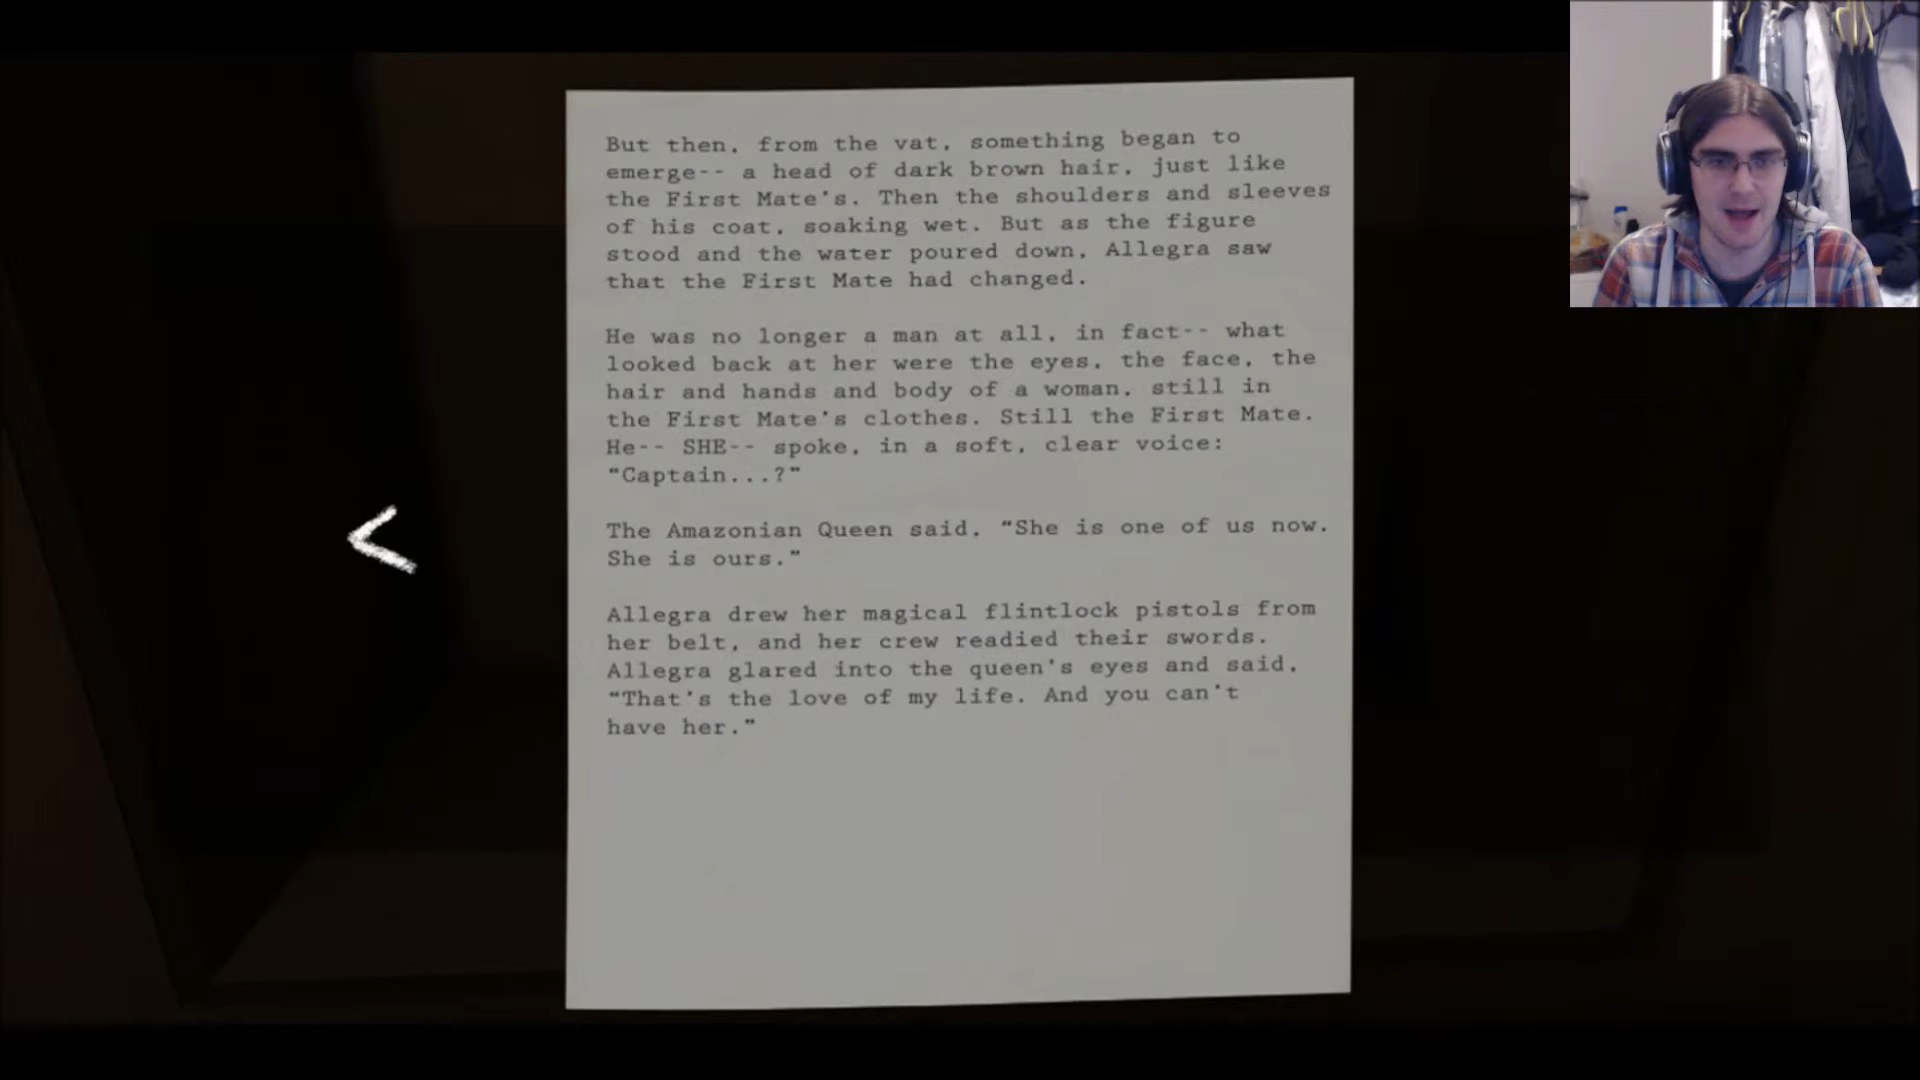 But then, from the vat, something began to
emerge-- a head of dark brown hair, just like
the First Mate's. Then the shoulders and sleeves
of his coat, soaking wet. But as the figure
stood and the water poured down, Allegra saw
that the First Mate had changed.
He was no longer a man at all, in fact-- what
looked back at her were the eyes, the face, the
hair and hands and body of a woman, still in
the First Mate's clothes. Still the First Mate.
He-- SHE-- spoke, in a soft, clear voice:
"Captain...?"
The Amazonian Queen said, "She is one of us now.
She is ours."
Allegra drew her magical flintlock pistols from
her belt, and her crew readied their swords.
Allegra glared into the queen's eyes and said,
"That's the love of my life. And you can't
have her."